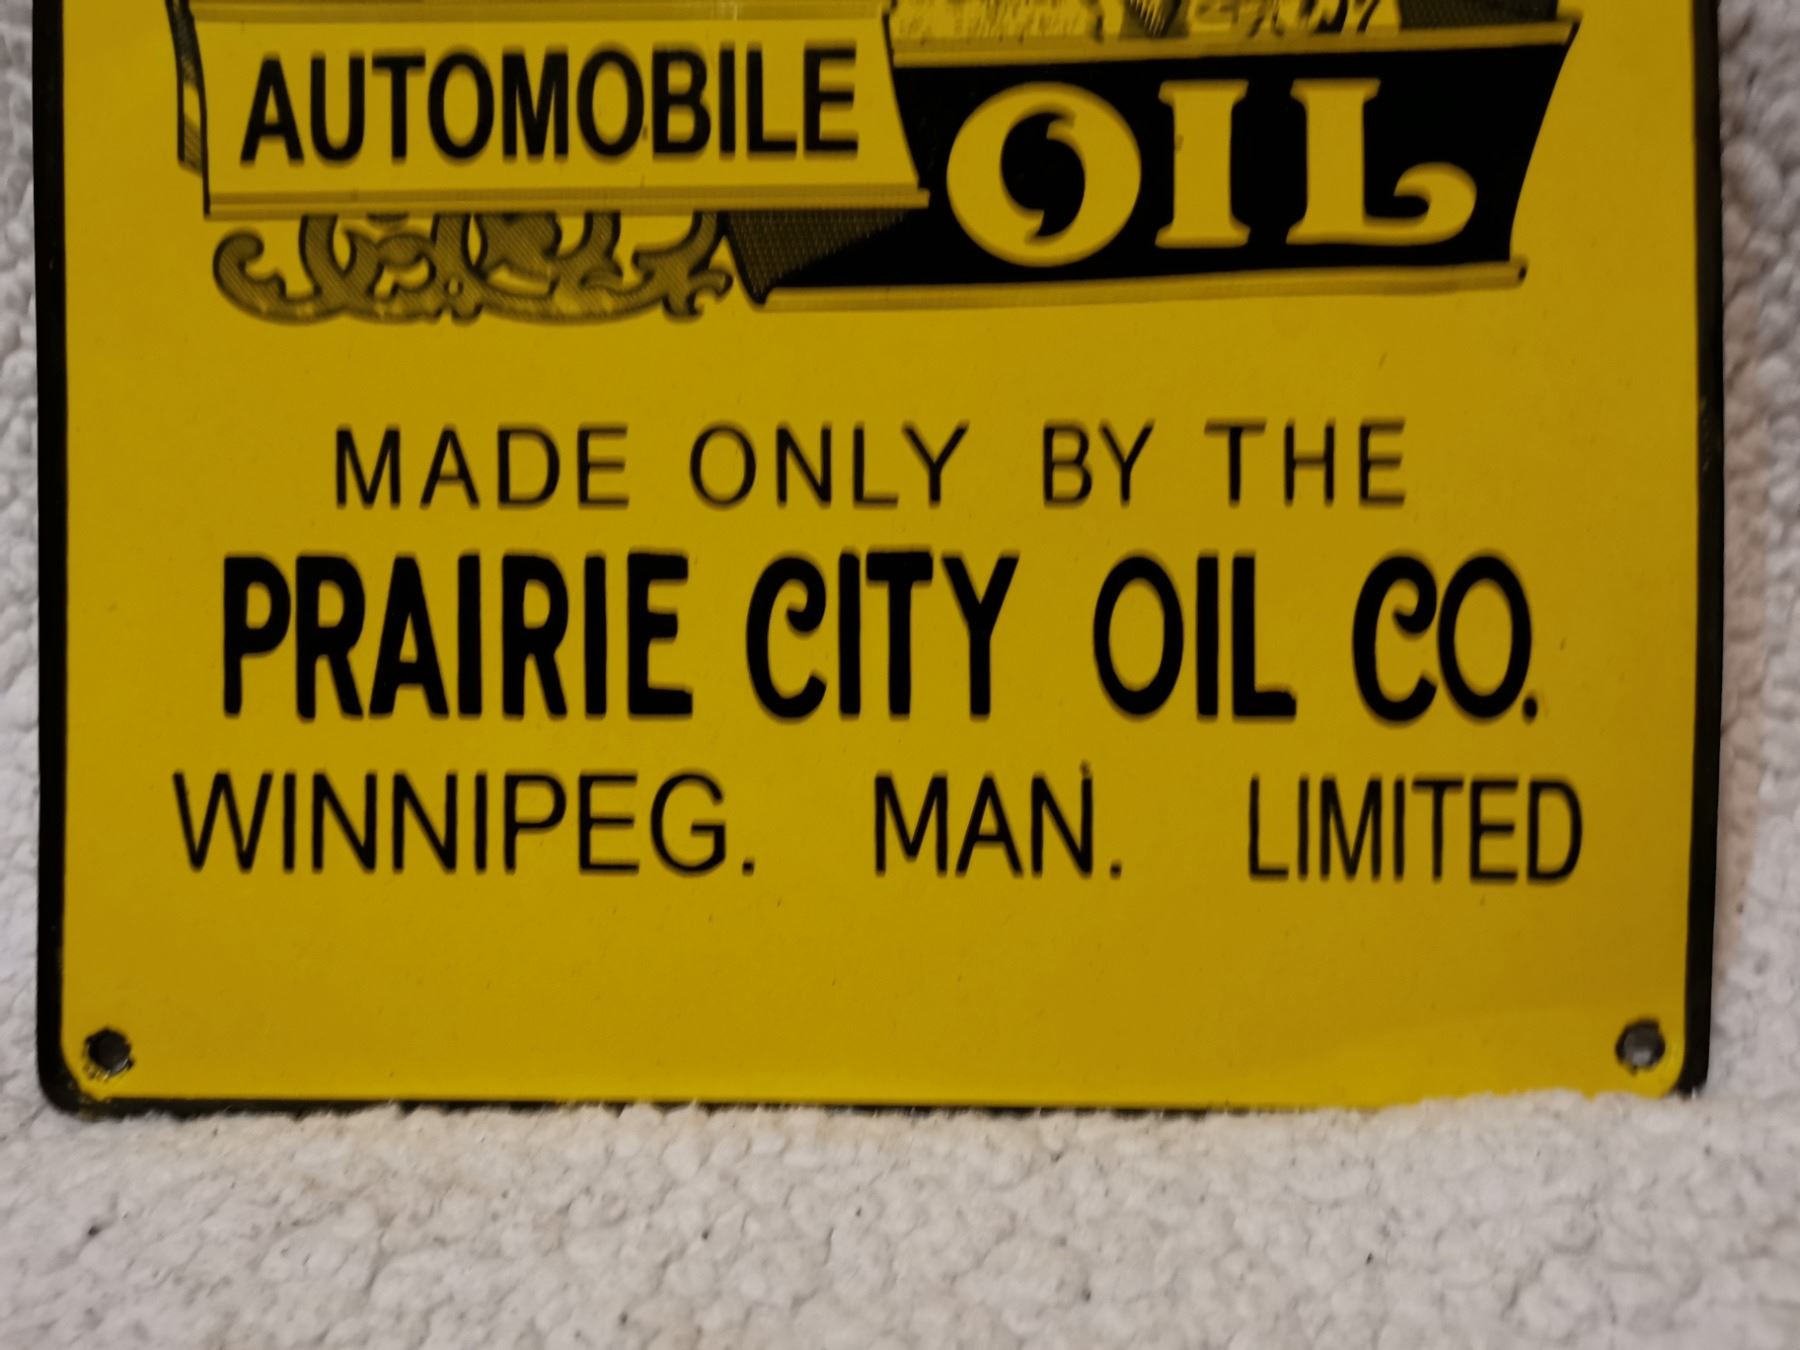 AUTOMOBILE OIL
MADE ONLY BY THE
PRAIRIE CITY OIL CO.
WINNIPEG. MAN. LIMITED